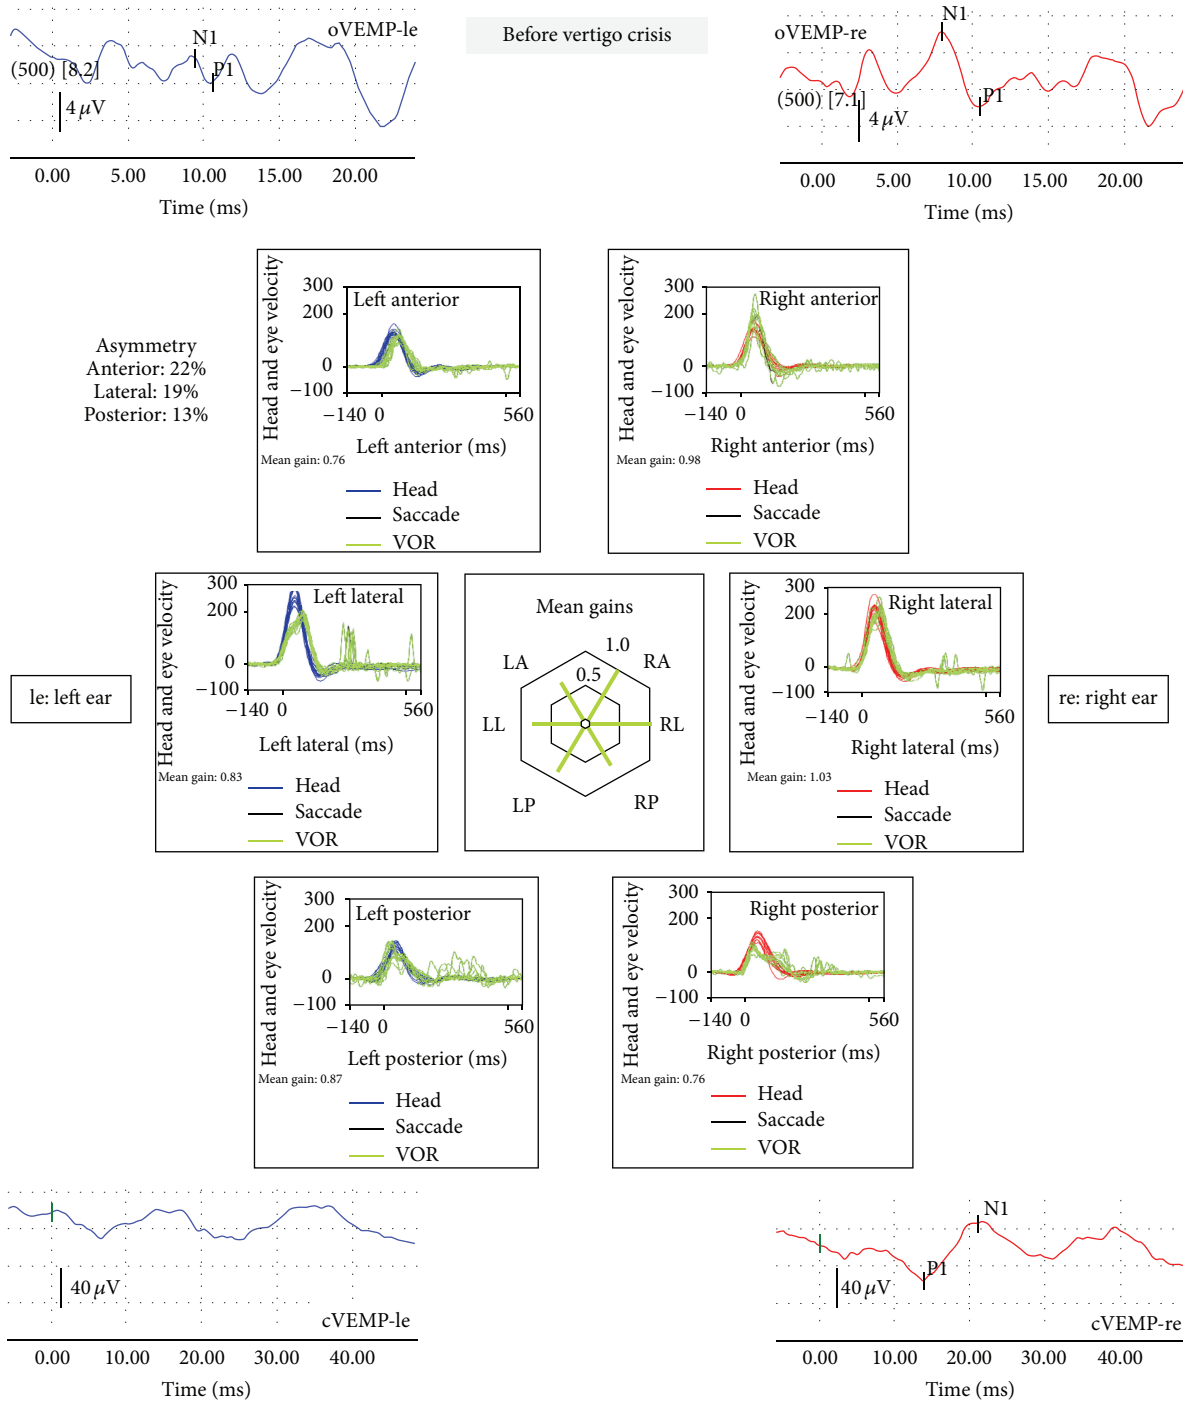 Before vertigo crisis
oVEMP-le
N1
P1
(500) [8.2]
4 μV
0.00 5.00 10.00 15.00 20.00
Time (ms)
oVEMP-re
N1
P1
(500) [7.1]
4 μV
0.00 5.00 10.00 15.00 20.00
Time (ms)
Asymmetry
Anterior: 22%
Lateral: 19%
Posterior: 13%
Head and eye velocity
300
200
0
−100
Left anterior
−140 0 560
Left anterior (ms)
Mean gain: 0.76
Head
Saccade
VOR
Head and eye velocity
300
200
0
−100
Right anterior
−140 0 560
Right anterior (ms)
Mean gain: 0.98
Head
Saccade
VOR
le: left ear
Head and eye velocity
300
200
0
−100
Left lateral
−140 0 560
Left lateral (ms)
Mean gain: 0.83
Head
Saccade
VOR
Mean gains
1.0
LA RA
0.5
LL RL
LP RP
Head and eye velocity
300
200
0
−100
Right lateral
−140 0 560
Right lateral (ms)
Mean gain: 1.03
Head
Saccade
VOR
re: right ear
Head and eye velocity
300
200
0
−100
Left posterior
−140 0 560
Left posterior (ms)
Mean gain: 0.87
Head
Saccade
VOR
Head and eye velocity
300
200
0
−100
Right posterior
−140 0 560
Right posterior (ms)
Mean gain: 0.76
Head
Saccade
VOR
40 μV
cVEMP-le
0.00 10.00 20.00 30.00 40.00
Time (ms)
N1
P1
40 μV
cVEMP-re
0.00 10.00 20.00 30.00 40.00
Time (ms)